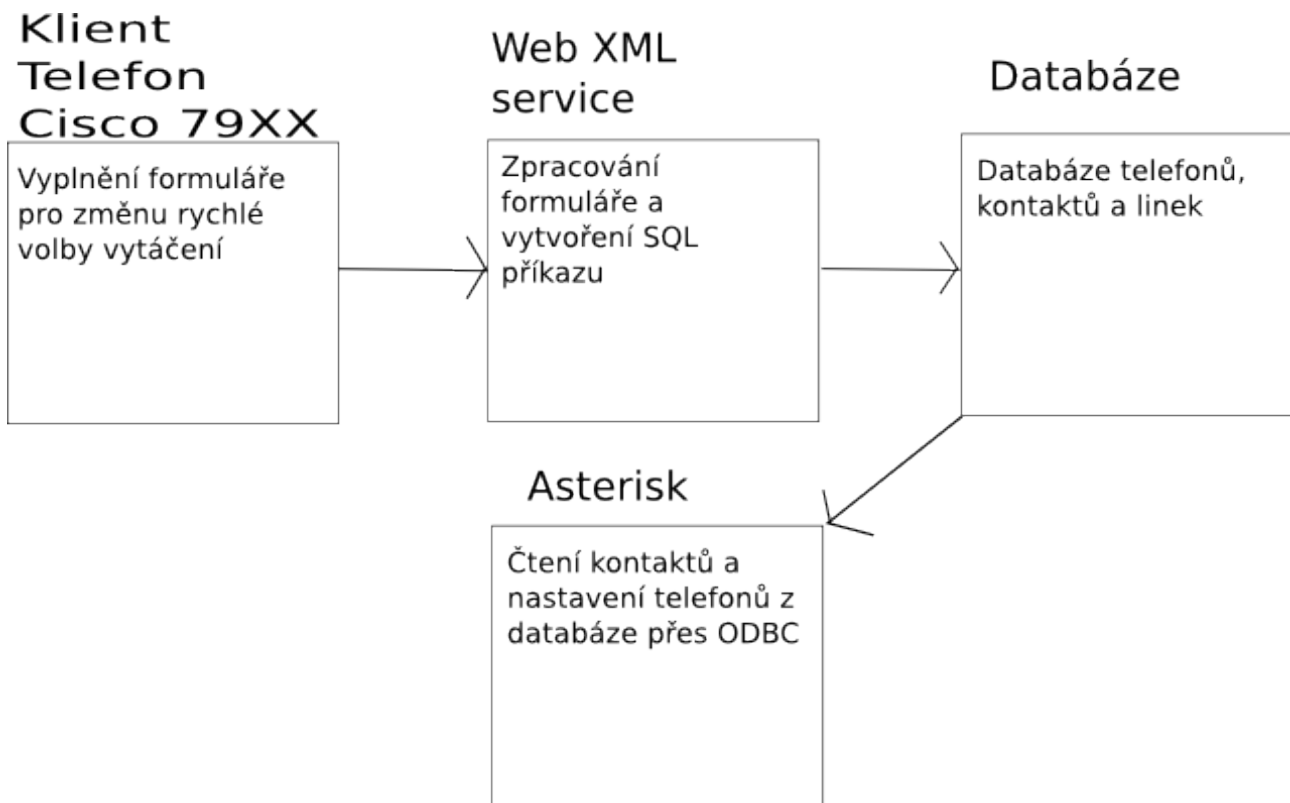 Klient
Telefon
Cisco 79XX
Vyplnění formuláře
pro změnu rychlé
volby vytáčení
Web XML
service
Zpracování
formuláře a
vytvoření SQL
příkazu
Databáze
Databáze telefonů,
kontaktů a linek
Asterisk
Čtení kontaktů a
nastavení telefonů z
databáze přes ODBC